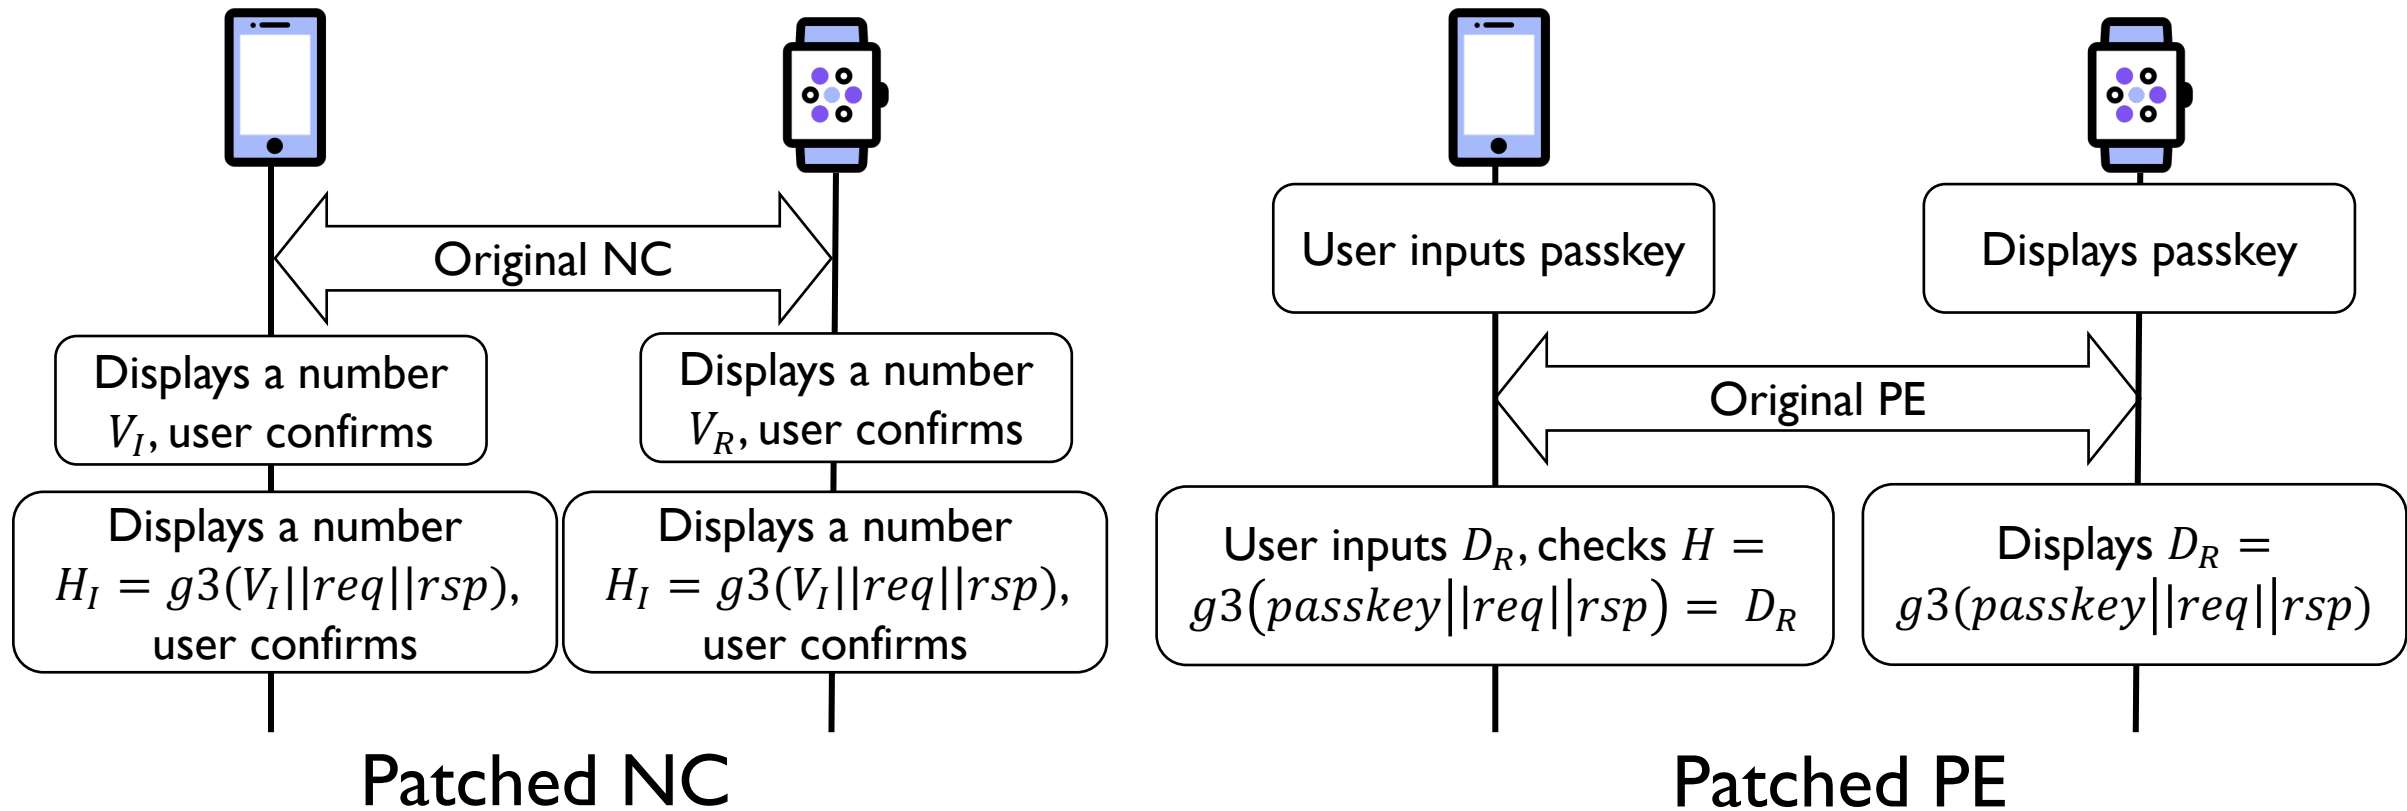 Original NC
Displays a number
V_I, user confirms
Displays a number
V_R, user confirms
Displays a number
H_I = g3(V_I||req||rsp),
user confirms
Displays a number
H_I = g3(V_I||req||rsp),
user confirms
Patched NC
User inputs passkey
Displays passkey
Original PE
User inputs D_R, checks H =
g3(passkey||req||rsp) = D_R
Displays D_R =
g3(passkey||req||rsp)
Patched PE